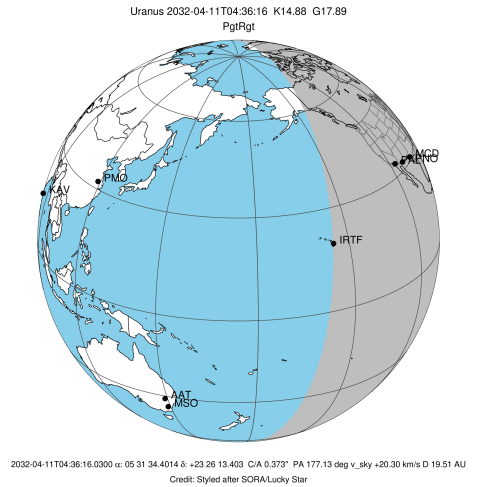 Uranus 2032-04-11T04:36:16 K14.88 G17.89
PgtRgt
MCD
KAV
PMO
IRTF
AAT
MSO
2032-04-11T04:36:16.0300 α: 05 31 34.4014 δ: +23 26 13.403 C/A 0.373" PA 177.13 deg v_sky +20.30 km/s D 19.51 AU
Credit: Styled after SORA/Lucky Star